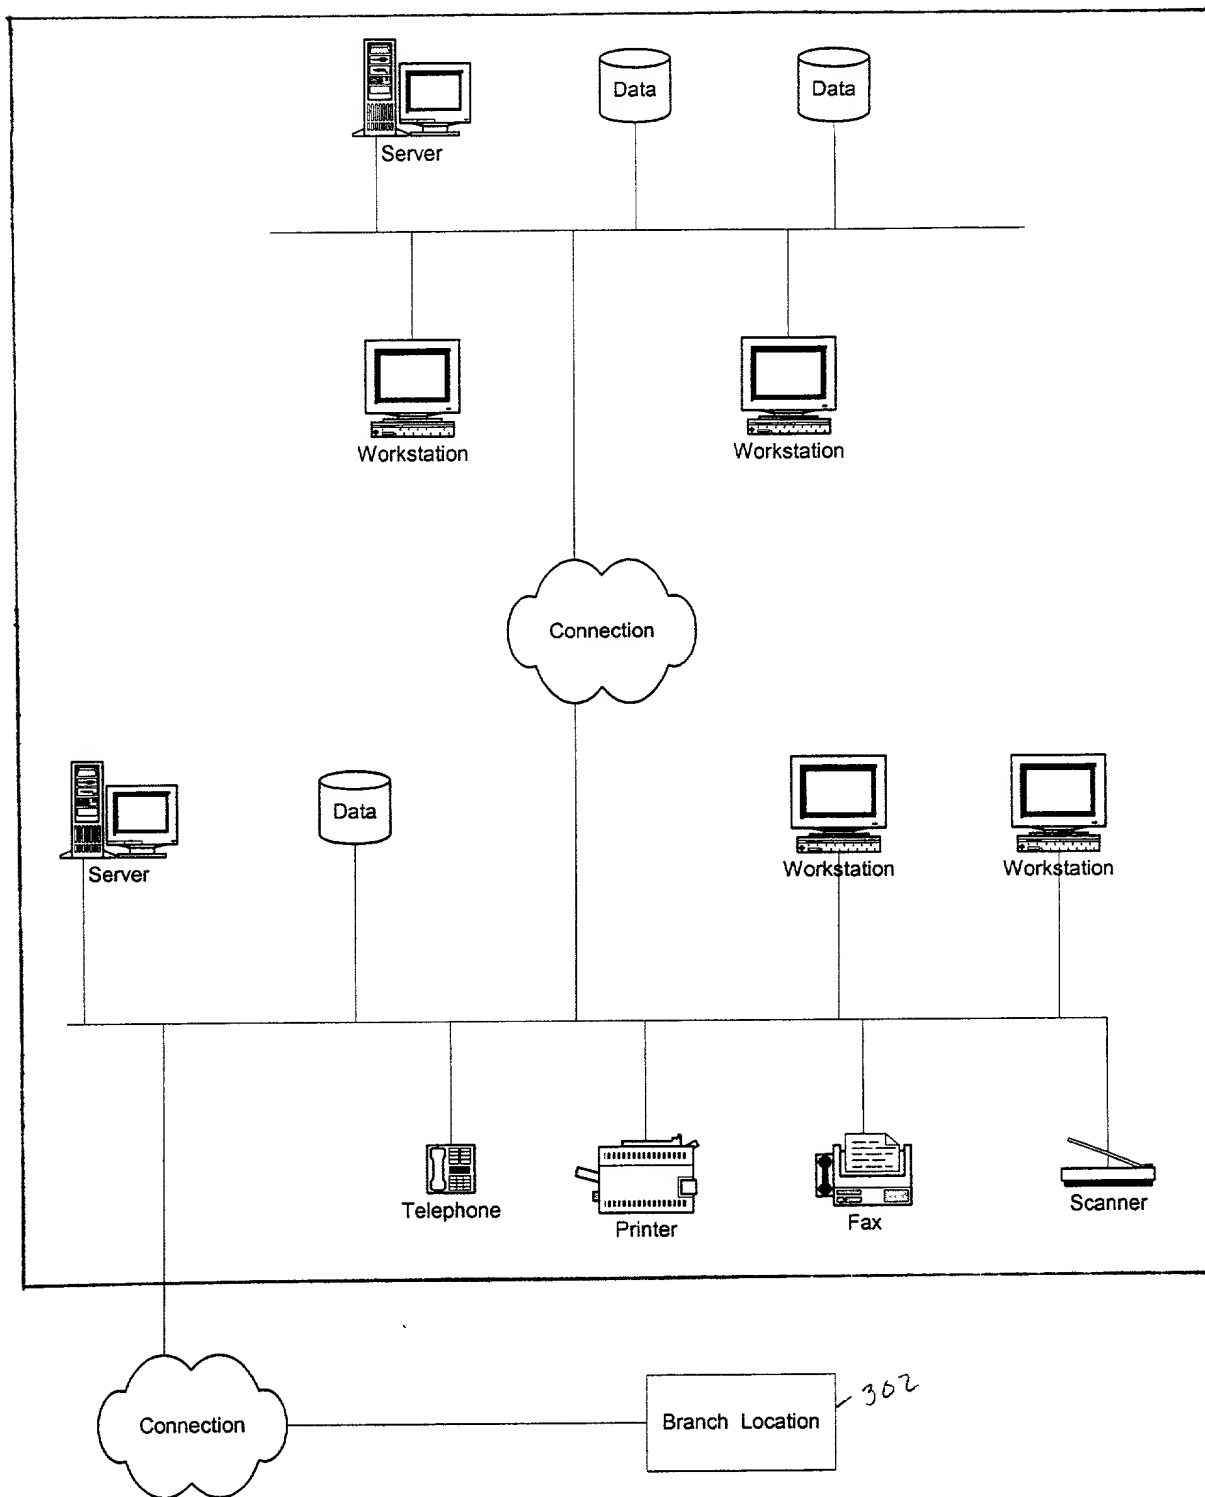 Data
Data
Server
Workstation
Workstation
Connection
Data
Server
Workstation
Workstation
Telephone
Printer
Fax
Scanner
Connection
Branch Location
302